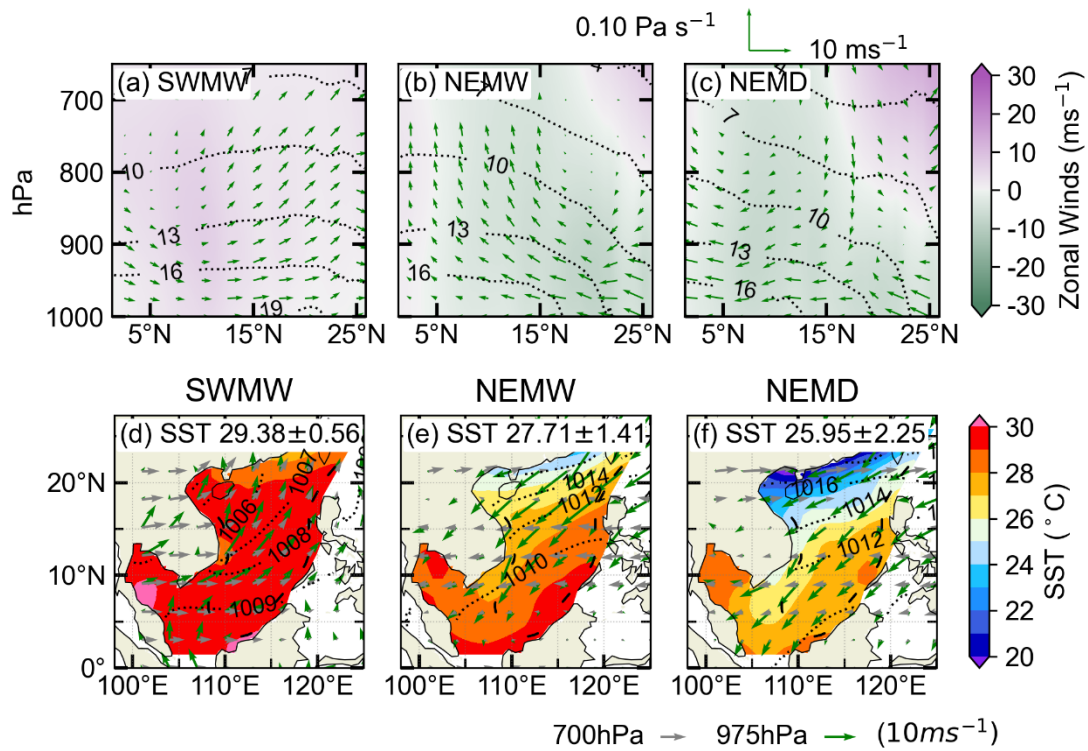 0.10 Pa s⁻¹
10 ms⁻¹
(a) SWMW
(b) NEMW
(c) NEMD
7
4
4
10
13
16
19
7
10
13
16
7
10
13
16
700
800
900
1000
hPa
5°N
15°N
25°N
5°N
15°N
25°N
5°N
15°N
25°N
30
20
10
0
-10
-20
-30
Zonal Winds (ms⁻¹)
SWMW
NEMW
NEMD
(d) SST 29.38±0.56
(e) SST 27.71±1.41
(f) SST 25.95±2.25
1007
1006
1008
1009
1014
1012
1010
1016
1014
1012
20°N
10°N
0°
100°E
110°E
120°E
100°E
110°E
120°E
100°E
110°E
120°E
30
28
26
24
22
20
SST (°C)
700hPa
975hPa
(10ms⁻¹)